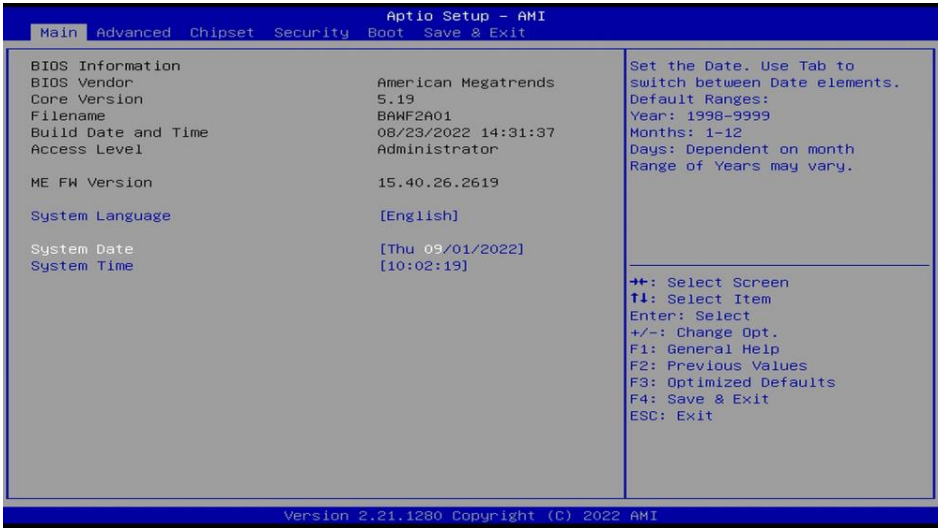 Aptio Setup - AMI
Main Advanced Chipset Security Boot Save & Exit
BIOS Information
BIOS Vendor American Megatrends
Core Version 5.19
Filename BAWF2A01
Build Date and Time 08/23/2022 14:31:37
Access Level Administrator
ME FW Version 15.40.26.2619
System Language [English]
System Date [Thu 09/01/2022]
System Time [10:02:19]
Set the Date. Use Tab to
switch between Date elements.
Default Ranges:
Year: 1998-9999
Months: 1-12
Days: Dependent on month
Range of Years may vary.
→←: Select Screen
↑↓: Select Item
Enter: Select
+/-: Change Opt.
F1: General Help
F2: Previous Values
F3: Optimized Defaults
F4: Save & Exit
ESC: Exit
Version 2.21.1280 Copyright (C) 2022 AMI